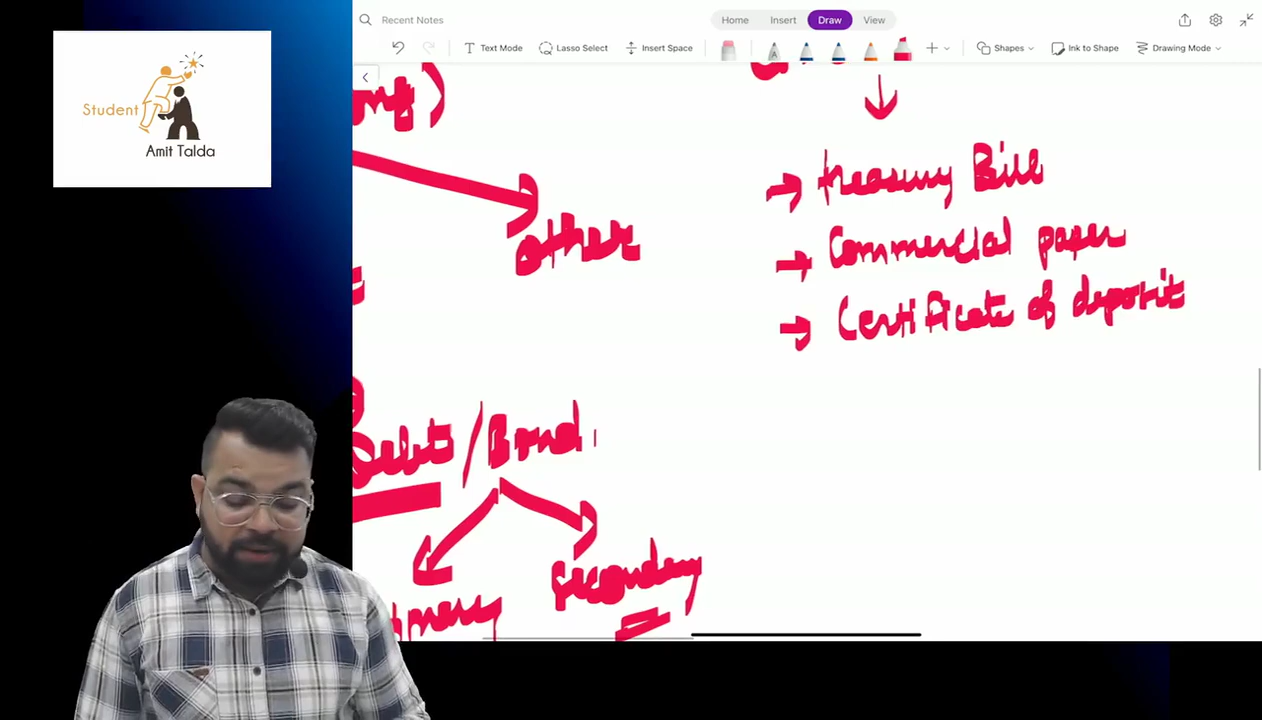 Recent Notes
Home Insert Draw View
Text Mode Lasso Select Insert Space Shapes Ink to Shape Drawing Mode
Student
Amit Talda
→ treasury Bill
→ Commercial paper
→ Certificate of deposit
other
Debt / Bond
Secondary